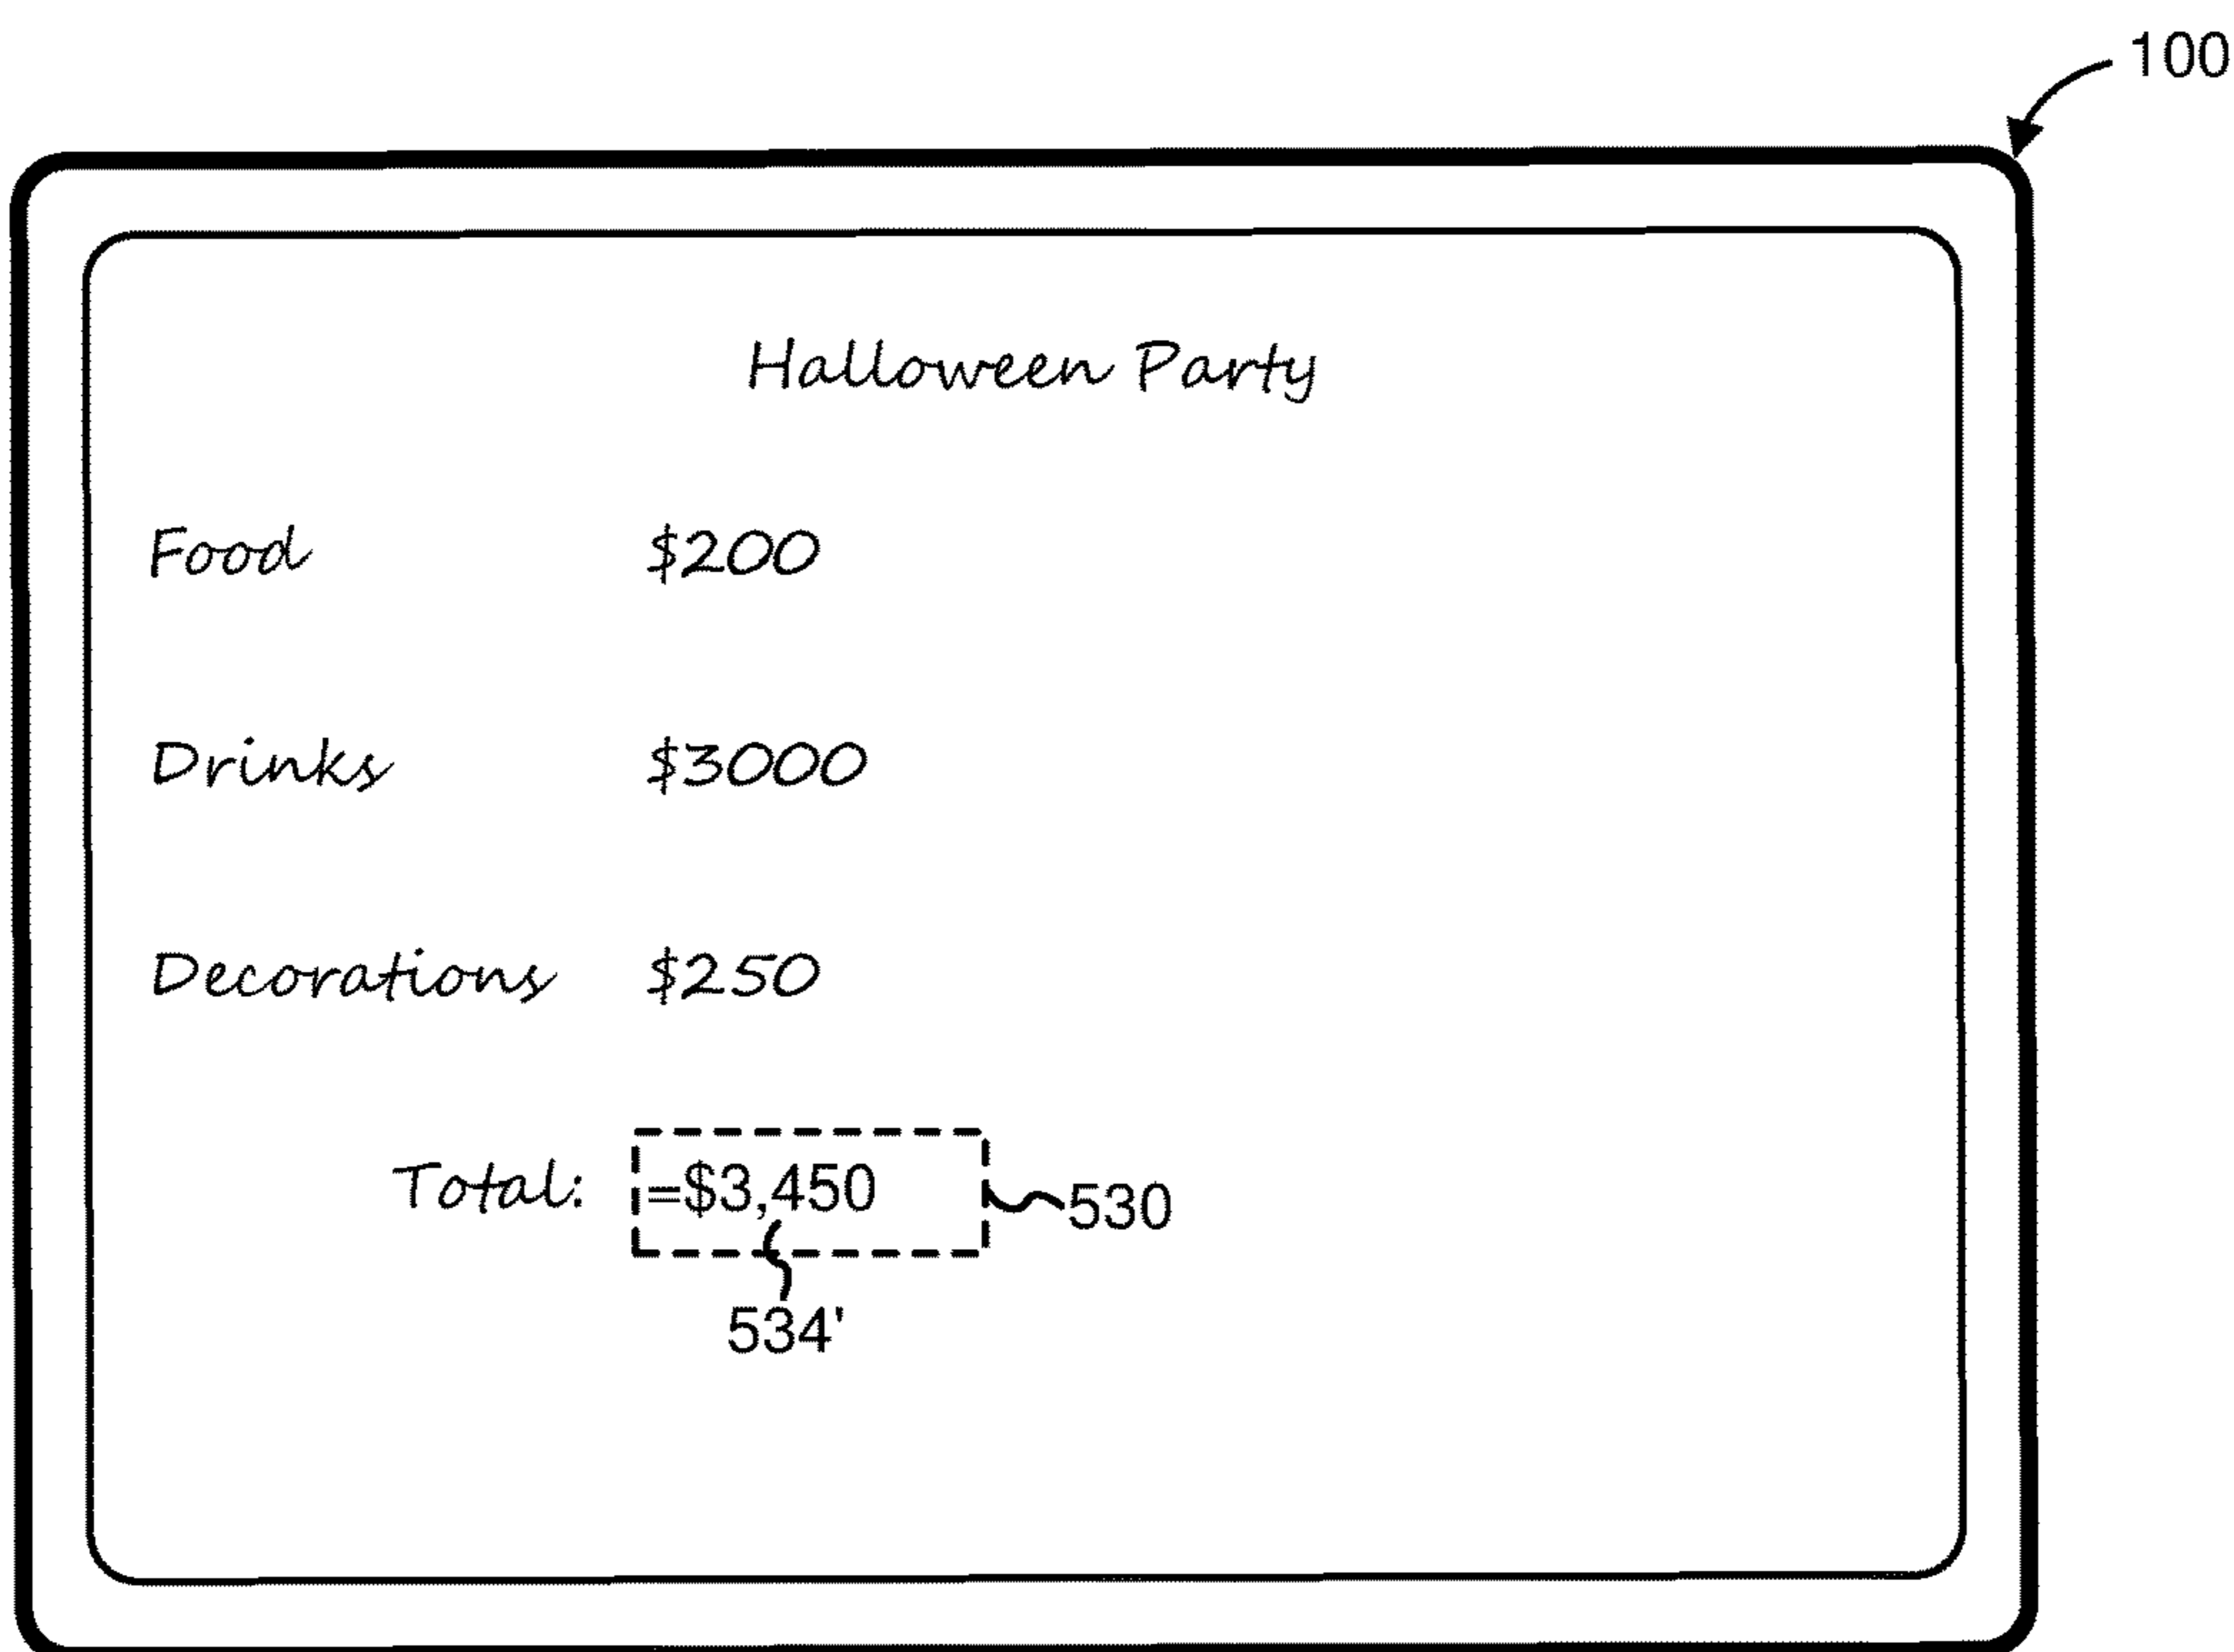 100
Halloween Party
Food $200
Drinks $3000
Decorations $250
Total: =$3,450 530
534'